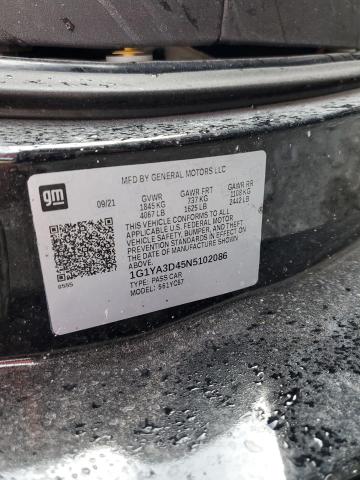 gm
MFD BY GENERAL MOTORS LLC
09/21 GVWR GAWR FRT GAWR RR
1845 KG 737 KG 1108 KG
4067 LB 1625 LB 2442 LB
THIS VEHICLE CONFORMS TO ALL
APPLICABLE U.S. FEDERAL MOTOR
VEHICLE SAFETY, BUMPER, AND THEFT
PREVENTION STANDARDS IN EFFECT ON
THE DATE OF MANUFACTURE SHOWN
ABOVE.
1G1YA3D45N5102086
TYPE: PASS CAR
MODEL: 561YC67